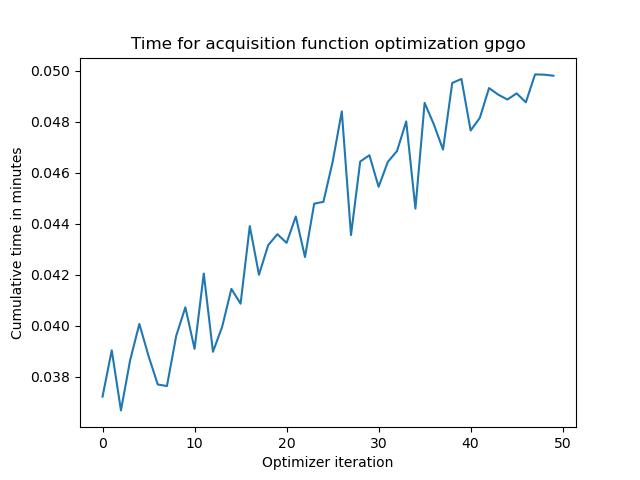 Time for acquisition function optimization gpgo
0.050
0.048
0.046
0.044
0.042
0.040
0.038
Cumulative time in minutes
0 10 20 30 40 50
Optimizer iteration